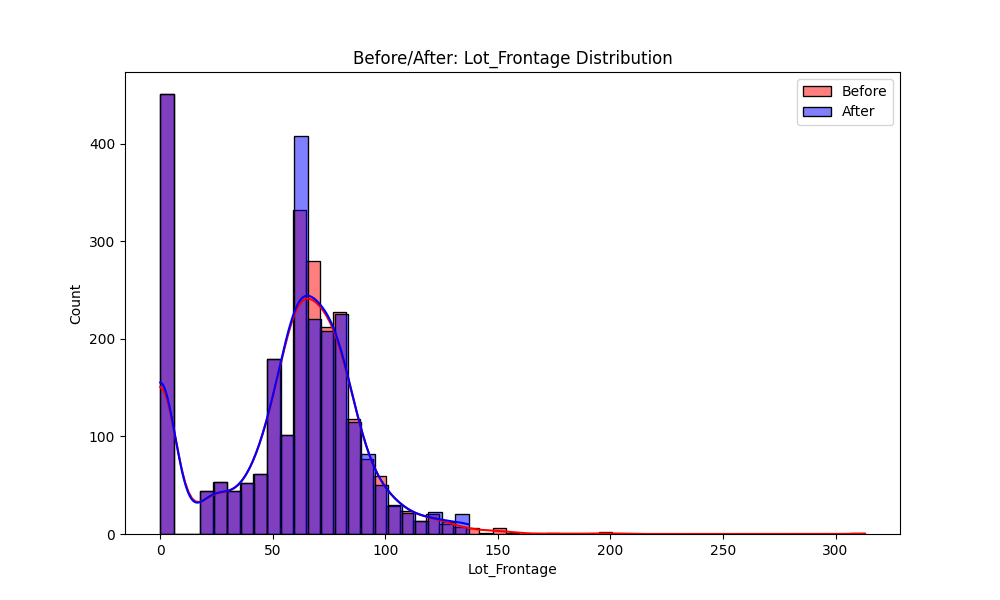 Before/After: Lot_Frontage Distribution
Before
After
400
300
200
100
0
Count
0 50 100 150 200 250 300
Lot_Frontage